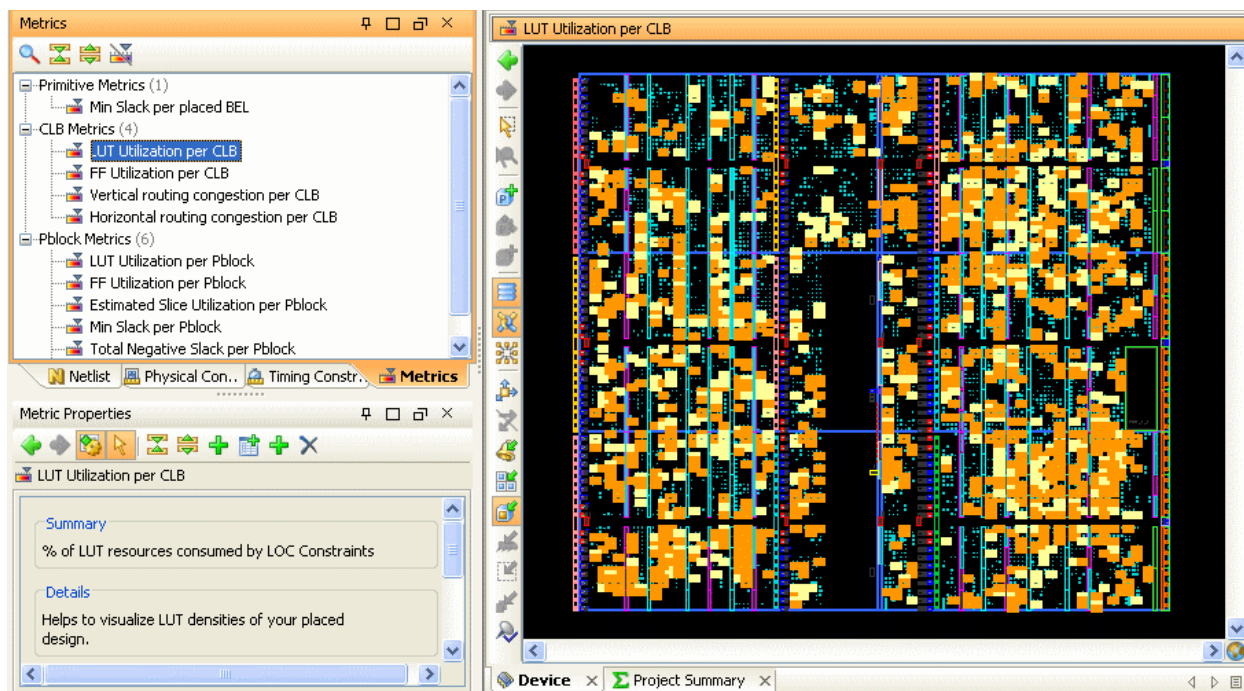 Metrics
Primitive Metrics (1)
Min Slack per placed BEL
CLB Metrics (4)
LUT Utilization per CLB
FF Utilization per CLB
Vertical routing congestion per CLB
Horizontal routing congestion per CLB
Pblock Metrics (6)
LUT Utilization per Pblock
FF Utilization per Pblock
Estimated Slice Utilization per Pblock
Min Slack per Pblock
Total Negative Slack per Pblock
Netlist
Physical Con..
Timing Constr..
Metrics
Metric Properties
LUT Utilization per CLB
Summary
% of LUT resources consumed by LOC Constraints
Details
Helps to visualize LUT densities of your placed
design.
LUT Utilization per CLB
Device
Project Summary